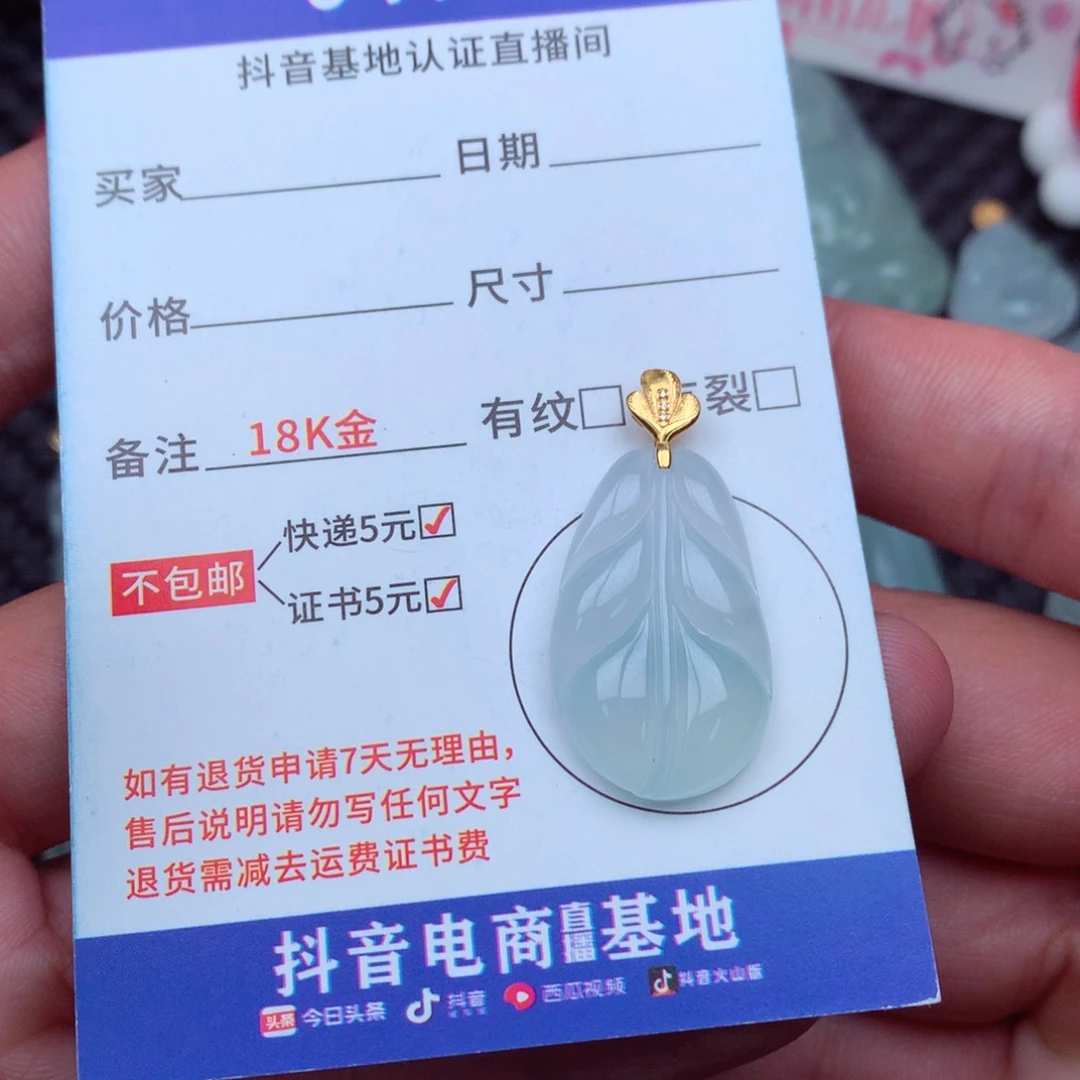 抖音基地认证直播间
买家 日期
价格 尺寸
备注 18K金 有纹 裂
不包邮 快递5元
证书5元
如有退货申请7天无理由，
售后说明请勿写任何文字
退货需减去运费证书费
抖音电商直播基地
头条 今日头条 抖音 西瓜视频 抖音火山版